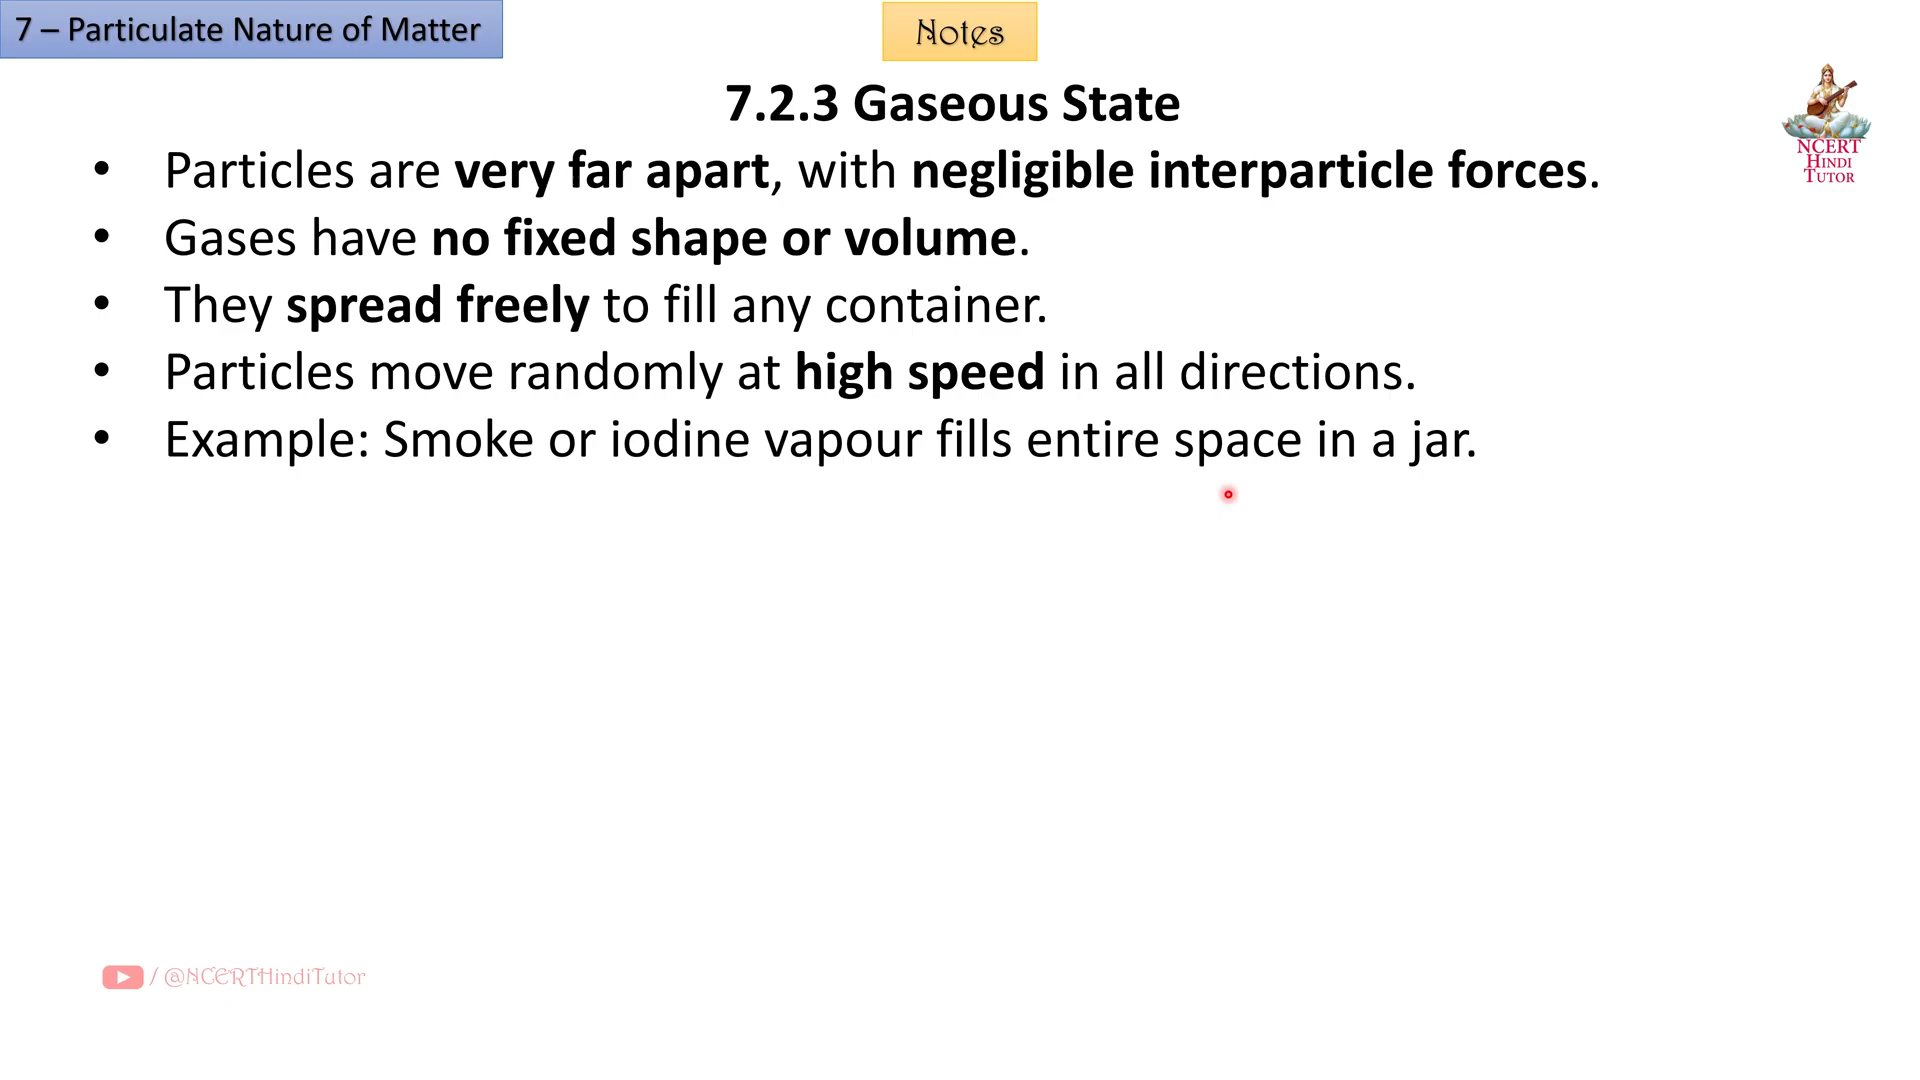 7 – Particulate Nature of Matter
Notes
7.2.3 Gaseous State
NCERT
HINDI
TUTOR
• Particles are very far apart, with negligible interparticle forces.
• Gases have no fixed shape or volume.
• They spread freely to fill any container.
• Particles move randomly at high speed in all directions.
• Example: Smoke or iodine vapour fills entire space in a jar.
/ @NCERTHindiTutor